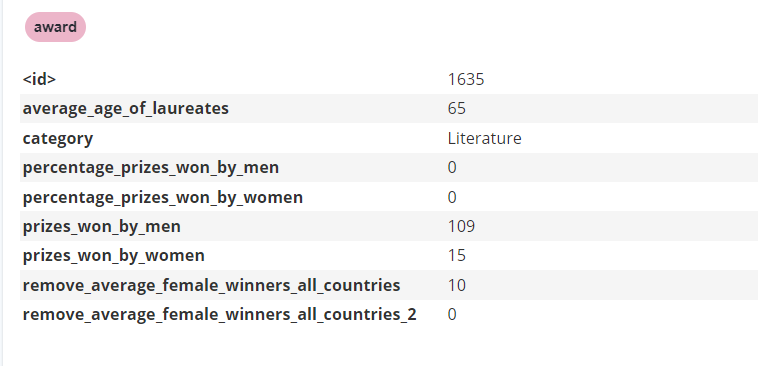 award
<id> 1635
average_age_of_laureates 65
category Literature
percentage_prizes_won_by_men 0
percentage_prizes_won_by_women 0
prizes_won_by_men 109
prizes_won_by_women 15
remove_average_female_winners_all_countries 10
remove_average_female_winners_all_countries_2 0